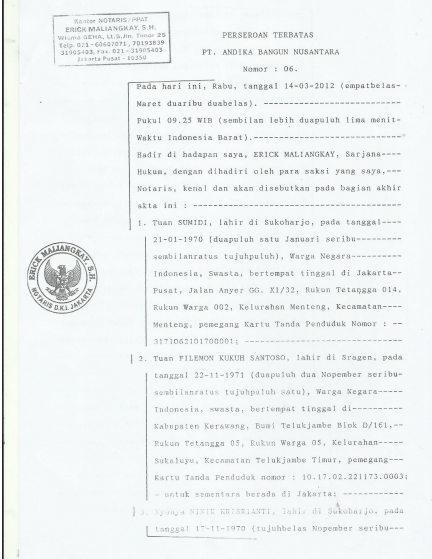 Kantor NOTARIS/PPAT
ERICK MALIANGKAY, S.H.
Wisma GEHA, Lt.5,Jln. Timor 25
Telp. 021 - 68607071, 70193839
31905403, Fax. 021 - 31905403
Jakarta Pusat - 10350
PERSEROAN TERBATAS
PT. ANDIKA BANGUN NUSANTARA
Nomor : 06.
Pada hari ini, Rabu, tanggal 14-03-2012 (empatbelas-
Maret duaribu duabelas). ---------------------------
Pukul 09.25 WIB (sembilan lebih duapuluh lima menit-
Waktu Indonesia Barat).-----------------------------
Hadir di hadapan saya, ERICK MALIANGKAY, Sarjana----
Hukum, dengan dihadiri oleh para saksi yang saya,---
Notaris, kenal dan akan disebutkan pada bagian akhir
akta ini : -----------------------------------------
1. Tuan SUMIDI, lahir di Sukoharjo, pada tanggal----
21-01-1970 (duapuluh satu Januari seribu----------
sembilanratus tujuhpuluh), Warga Negara-----------
Indonesia, Swasta, bertempat tinggal di Jakarta--
Pusat, Jalan Anyer GG. XI/32, Rukun Tetangga 014,
Rukun Warga 002, Kelurahan Menteng, Kecamatan----
Menteng, pemegang Kartu Tanda Penduduk Nomor : --
3171062101700001; -------------------------------
ERICK MALIANGKAY, S.H.
NOTARIS D.K.I. JAKARTA
2. Tuan FILEMON KUKUH SANTOSO, lahir di Sragen, pada
tanggal 22-11-1971 (duapuluh dua Nopember seribu-
sembilanratus tujuhpuluh satu), Warga Negara-----
Indonesia, swasta, bertempat tinggal di----------
Kabupaten Kerawang, Bumi Telukjambe Blok D/161,--
Rukun Tetangga 05, Rukun Warga 05, Kelurahan-----
Sukaluyu, Kecamatan Telukjambe Timur, pemegang---
Kartu Tanda Penduduk nomor : 10.17.02.221173.0003;
- untuk sementara berada di Jakarta; ------------
3. Nyonya KRISRIANTI, lahir di Sukoharjo, pada
tanggal 17-11-1970 (tujuhbelas Nopember seribu---